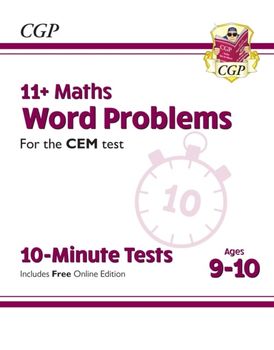 CGP
CGP
11+ Maths
Word Problems
For the CEM test
10
10-Minute Tests
Includes Free Online Edition
Ages
9-10